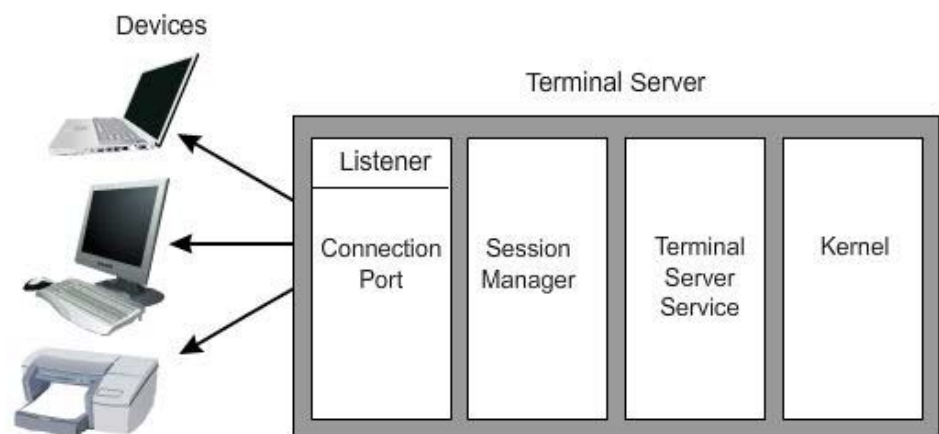 Devices
Terminal Server
Listener
Connection
Port
Session
Manager
Terminal
Server
Service
Kernel